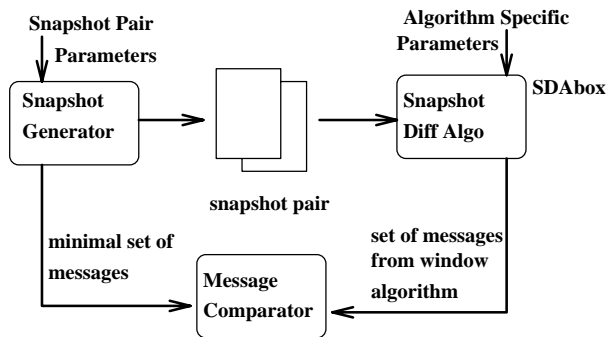 Snapshot Pair
Parameters
Algorithm Specific
Parameters
SDAbox
Snapshot
Generator
Snapshot
Diff Algo
snapshot pair
minimal set of
messages
set of messages
from window
algorithm
Message
Comparator